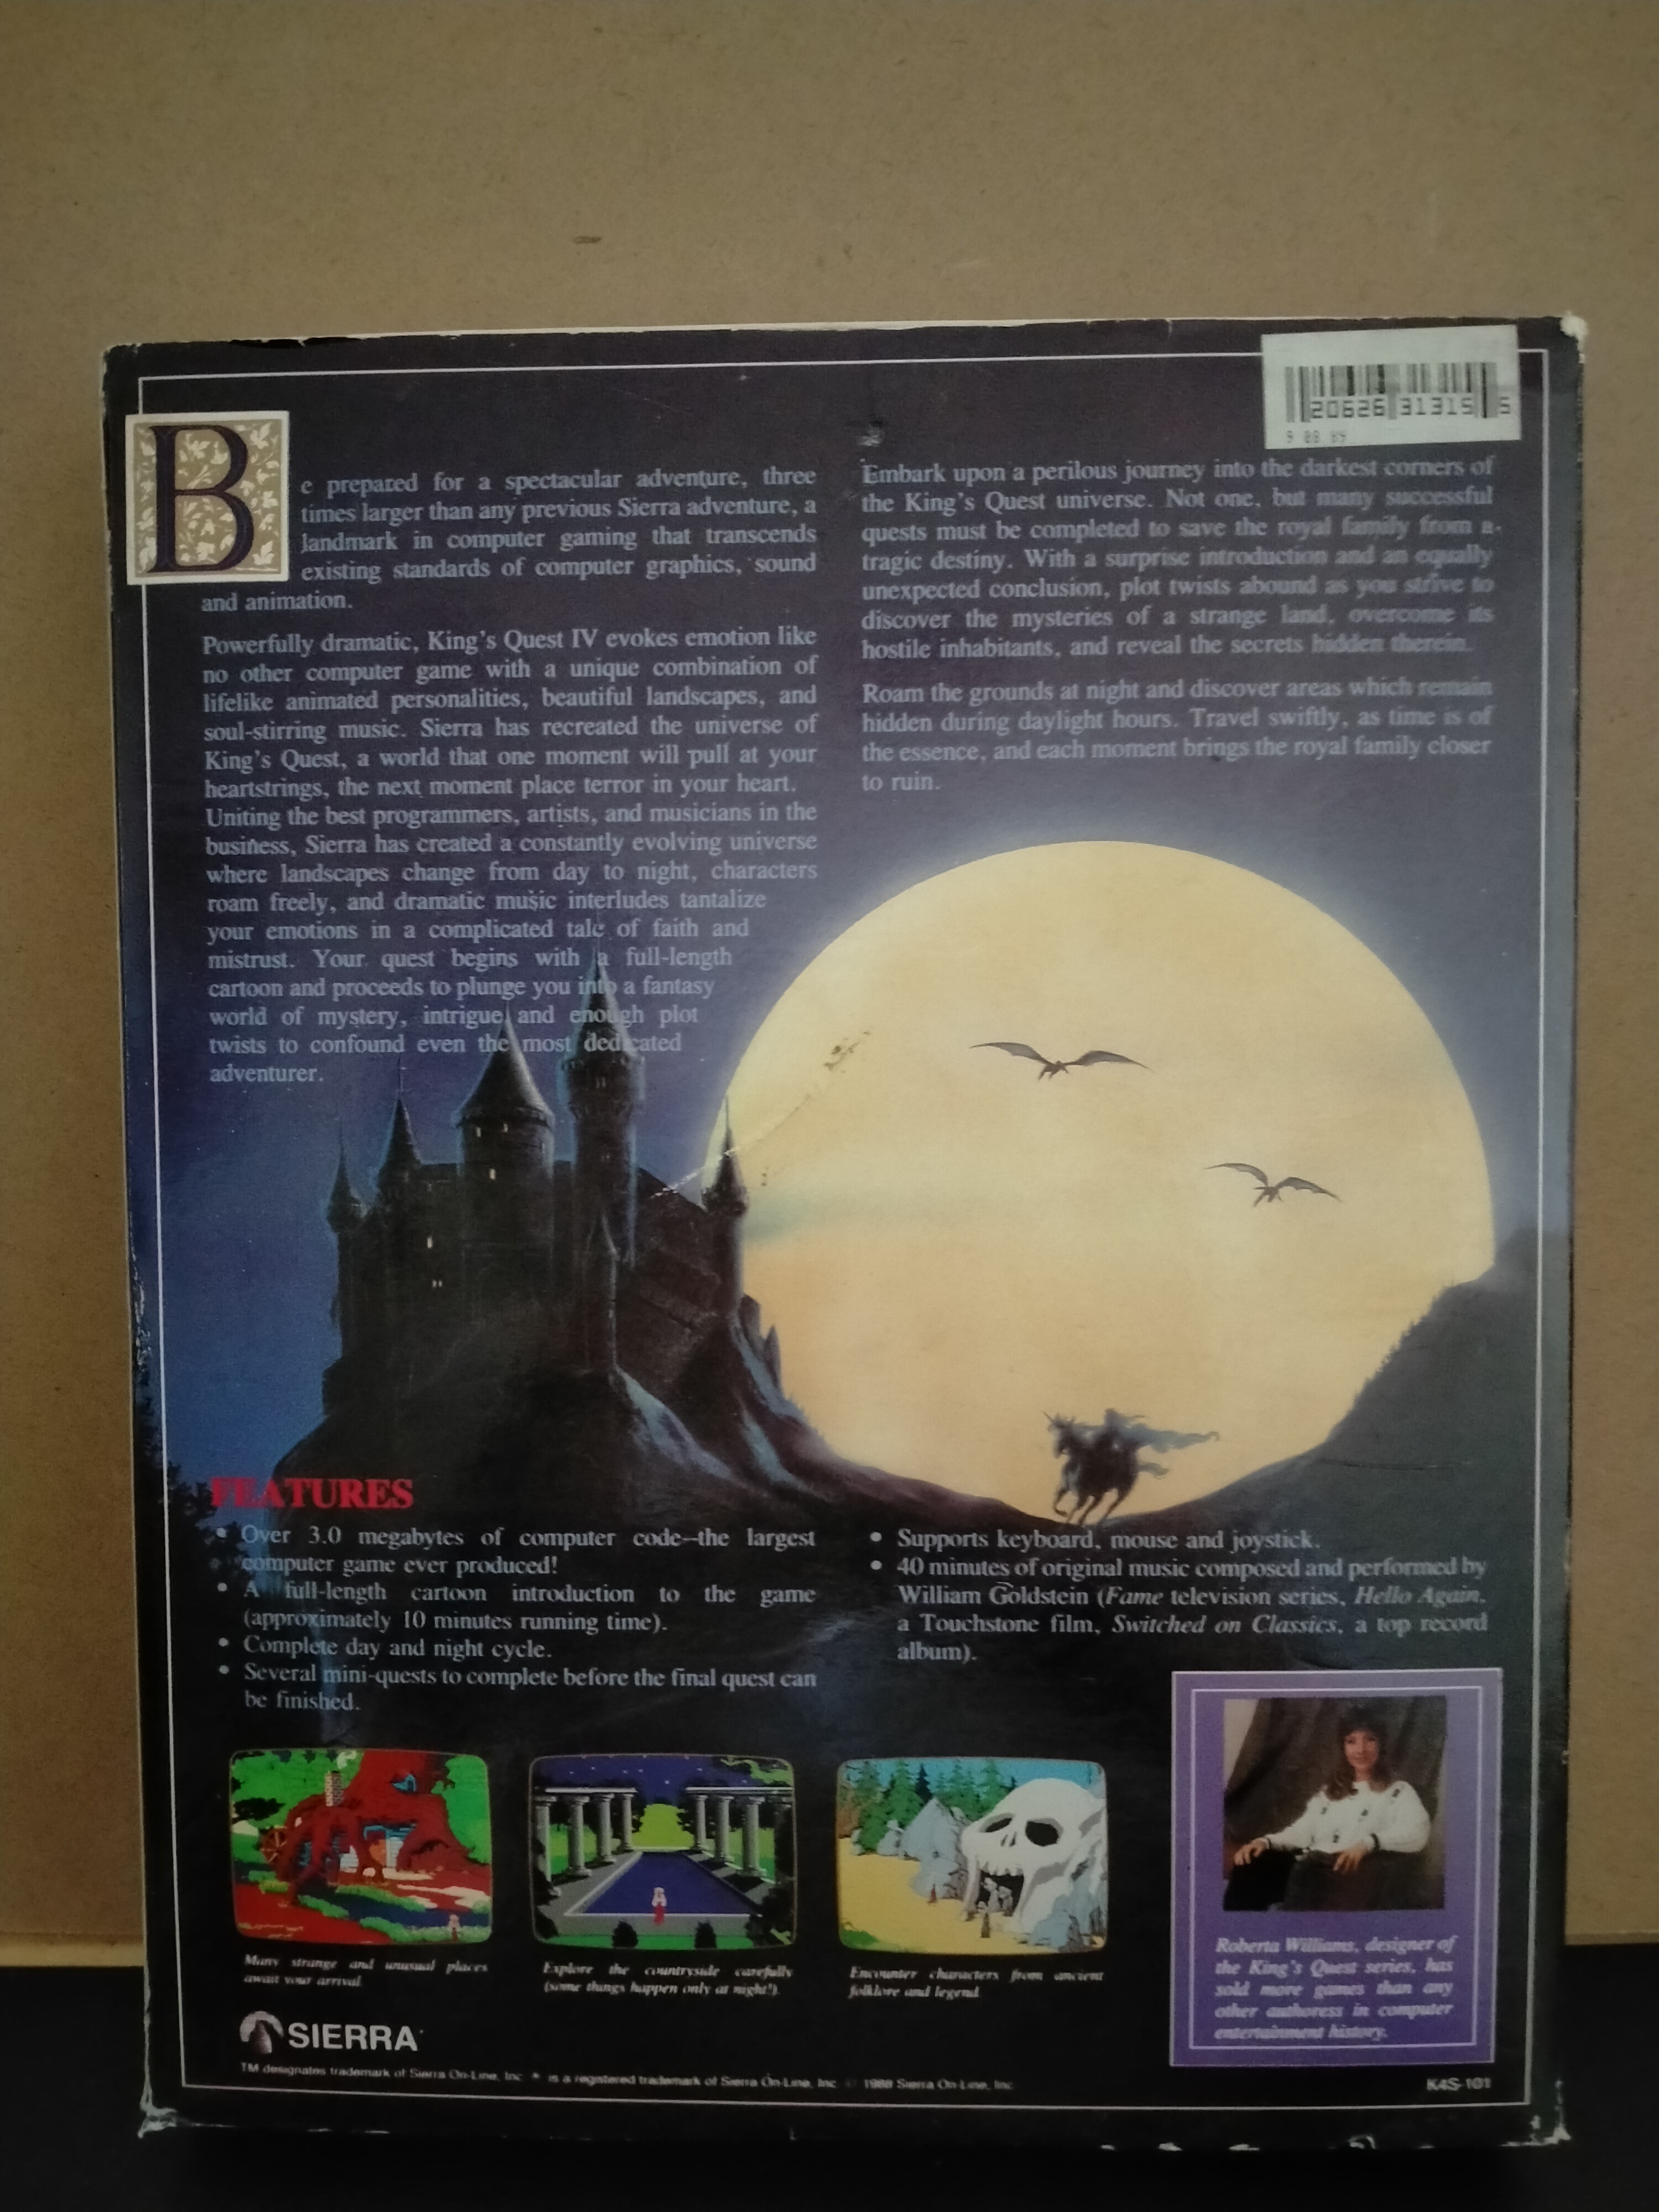 20626 31315 5
9 08 89
Be prepared for a spectacular adventure, three
times larger than any previous Sierra adventure, a
landmark in computer gaming that transcends
existing standards of computer graphics, sound
and animation.
Powerfully dramatic, King's Quest IV evokes emotion like
no other computer game with a unique combination of
lifelike animated personalities, beautiful landscapes, and
soul-stirring music. Sierra has recreated the universe of
King's Quest, a world that one moment will pull at your
heartstrings, the next moment place terror in your heart.
Uniting the best programmers, artists, and musicians in the
business, Sierra has created a constantly evolving universe
where landscapes change from day to night, characters
roam freely, and dramatic music interludes tantalize
your emotions in a complicated tale of faith and
mistrust. Your quest begins with a full-length
cartoon and proceeds to plunge you into a fantasy
world of mystery, intrigue and enough plot
twists to confound even the most dedicated
adventurer.
Embark upon a perilous journey into the darkest corners of
the King's Quest universe. Not one, but many successful
quests must be completed to save the royal family from a
tragic destiny. With a surprise introduction and an equally
unexpected conclusion, plot twists abound as you strive to
discover the mysteries of a strange land, overcome its
hostile inhabitants, and reveal the secrets hidden therein.
Roam the grounds at night and discover areas which remain
hidden during daylight hours. Travel swiftly, as time is of
the essence, and each moment brings the royal family closer
to ruin.
FEATURES
• Over 3.0 megabytes of computer code—the largest
computer game ever produced!
• A full-length cartoon introduction to the game
(approximately 10 minutes running time).
• Complete day and night cycle.
• Several mini-quests to complete before the final quest can
be finished.
• Supports keyboard, mouse and joystick.
• 40 minutes of original music composed and performed by
William Goldstein (Fame television series, Hello Again,
a Touchstone film, Switched on Classics, a top record
album).
Many strange and unusual places
await your arrival.
Explore the countryside carefully
(some things happen only at night!).
Encounter characters from ancient
folklore and legend.
Roberta Williams, designer of
the King's Quest series, has
sold more games than any
other authoress in computer
entertainment history.
SIERRA
TM designates trademark of Sierra On-Line, Inc. ® is a registered trademark of Sierra On-Line, Inc. © 1988 Sierra On-Line, Inc.
K4S-101